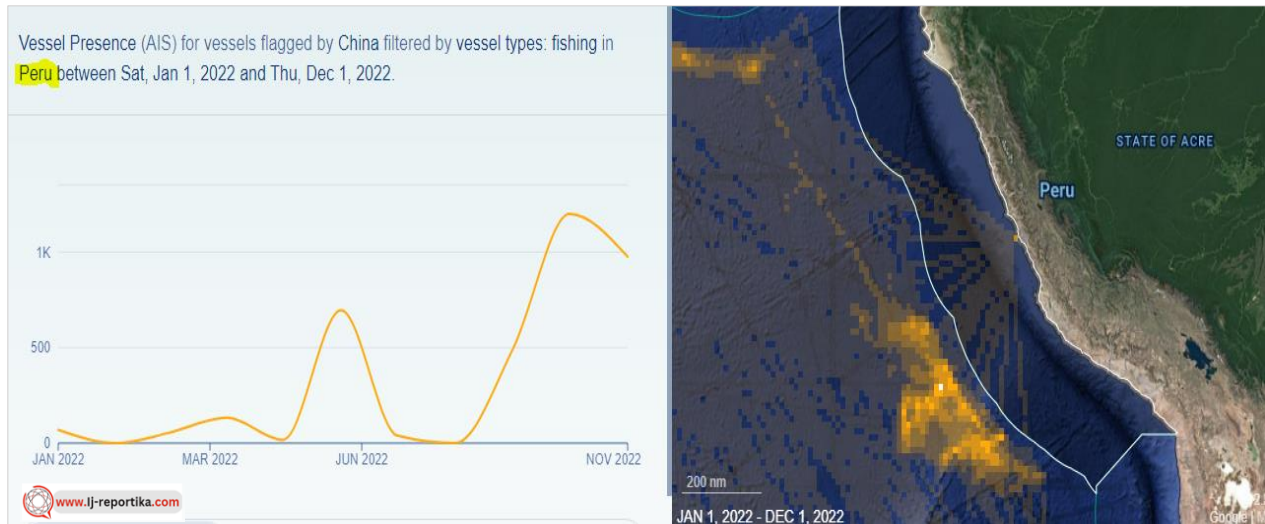 Vessel Presence (AIS) for vessels flagged by China filtered by vessel types: fishing in
Peru between Sat, Jan 1, 2022 and Thu, Dec 1, 2022.
1K
500
0
JAN 2022
MAR 2022
JUN 2022
NOV 2022
www.lj-reportika.com
STATE OF ACRE
Peru
200 nm
JAN 1, 2022 - DEC 1, 2022
Google